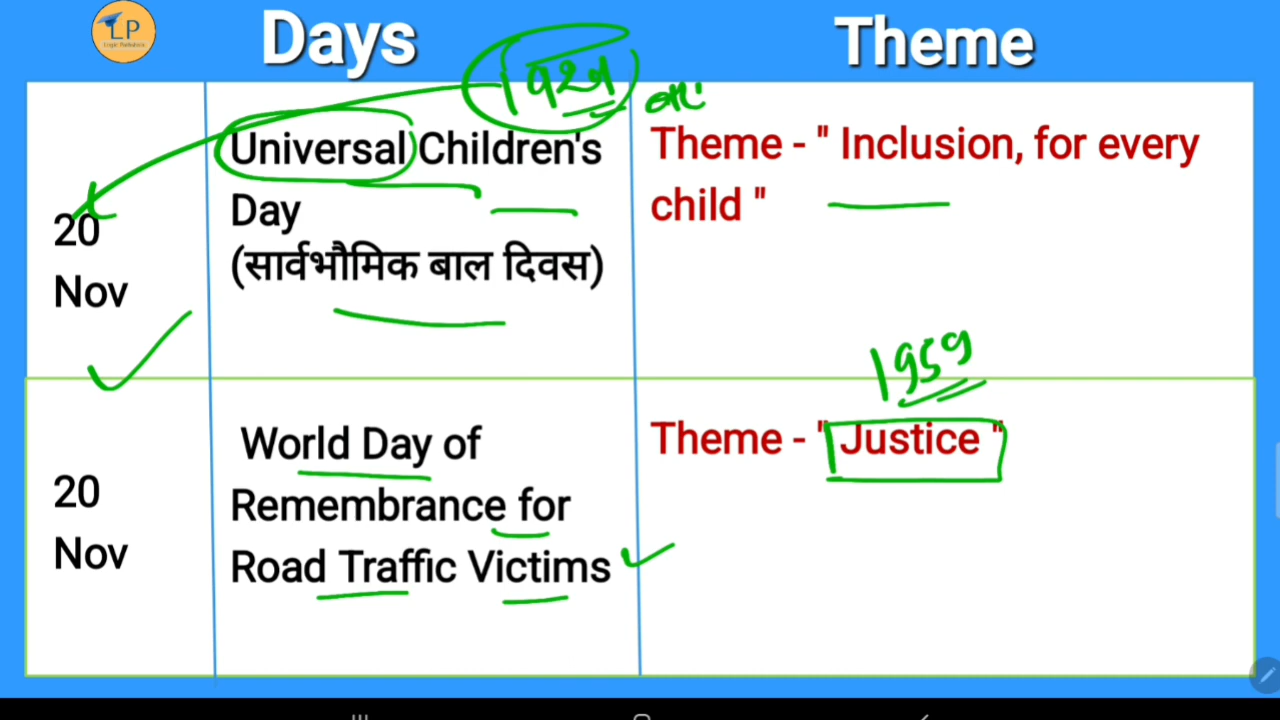 LP
Days
Theme
20
Nov
Universal Children's
Day
(सार्वभौमिक बाल दिवस)
Theme - " Inclusion, for every
child "
1959
20
Nov
World Day of
Remembrance for
Road Traffic Victims
Theme - " Justice "